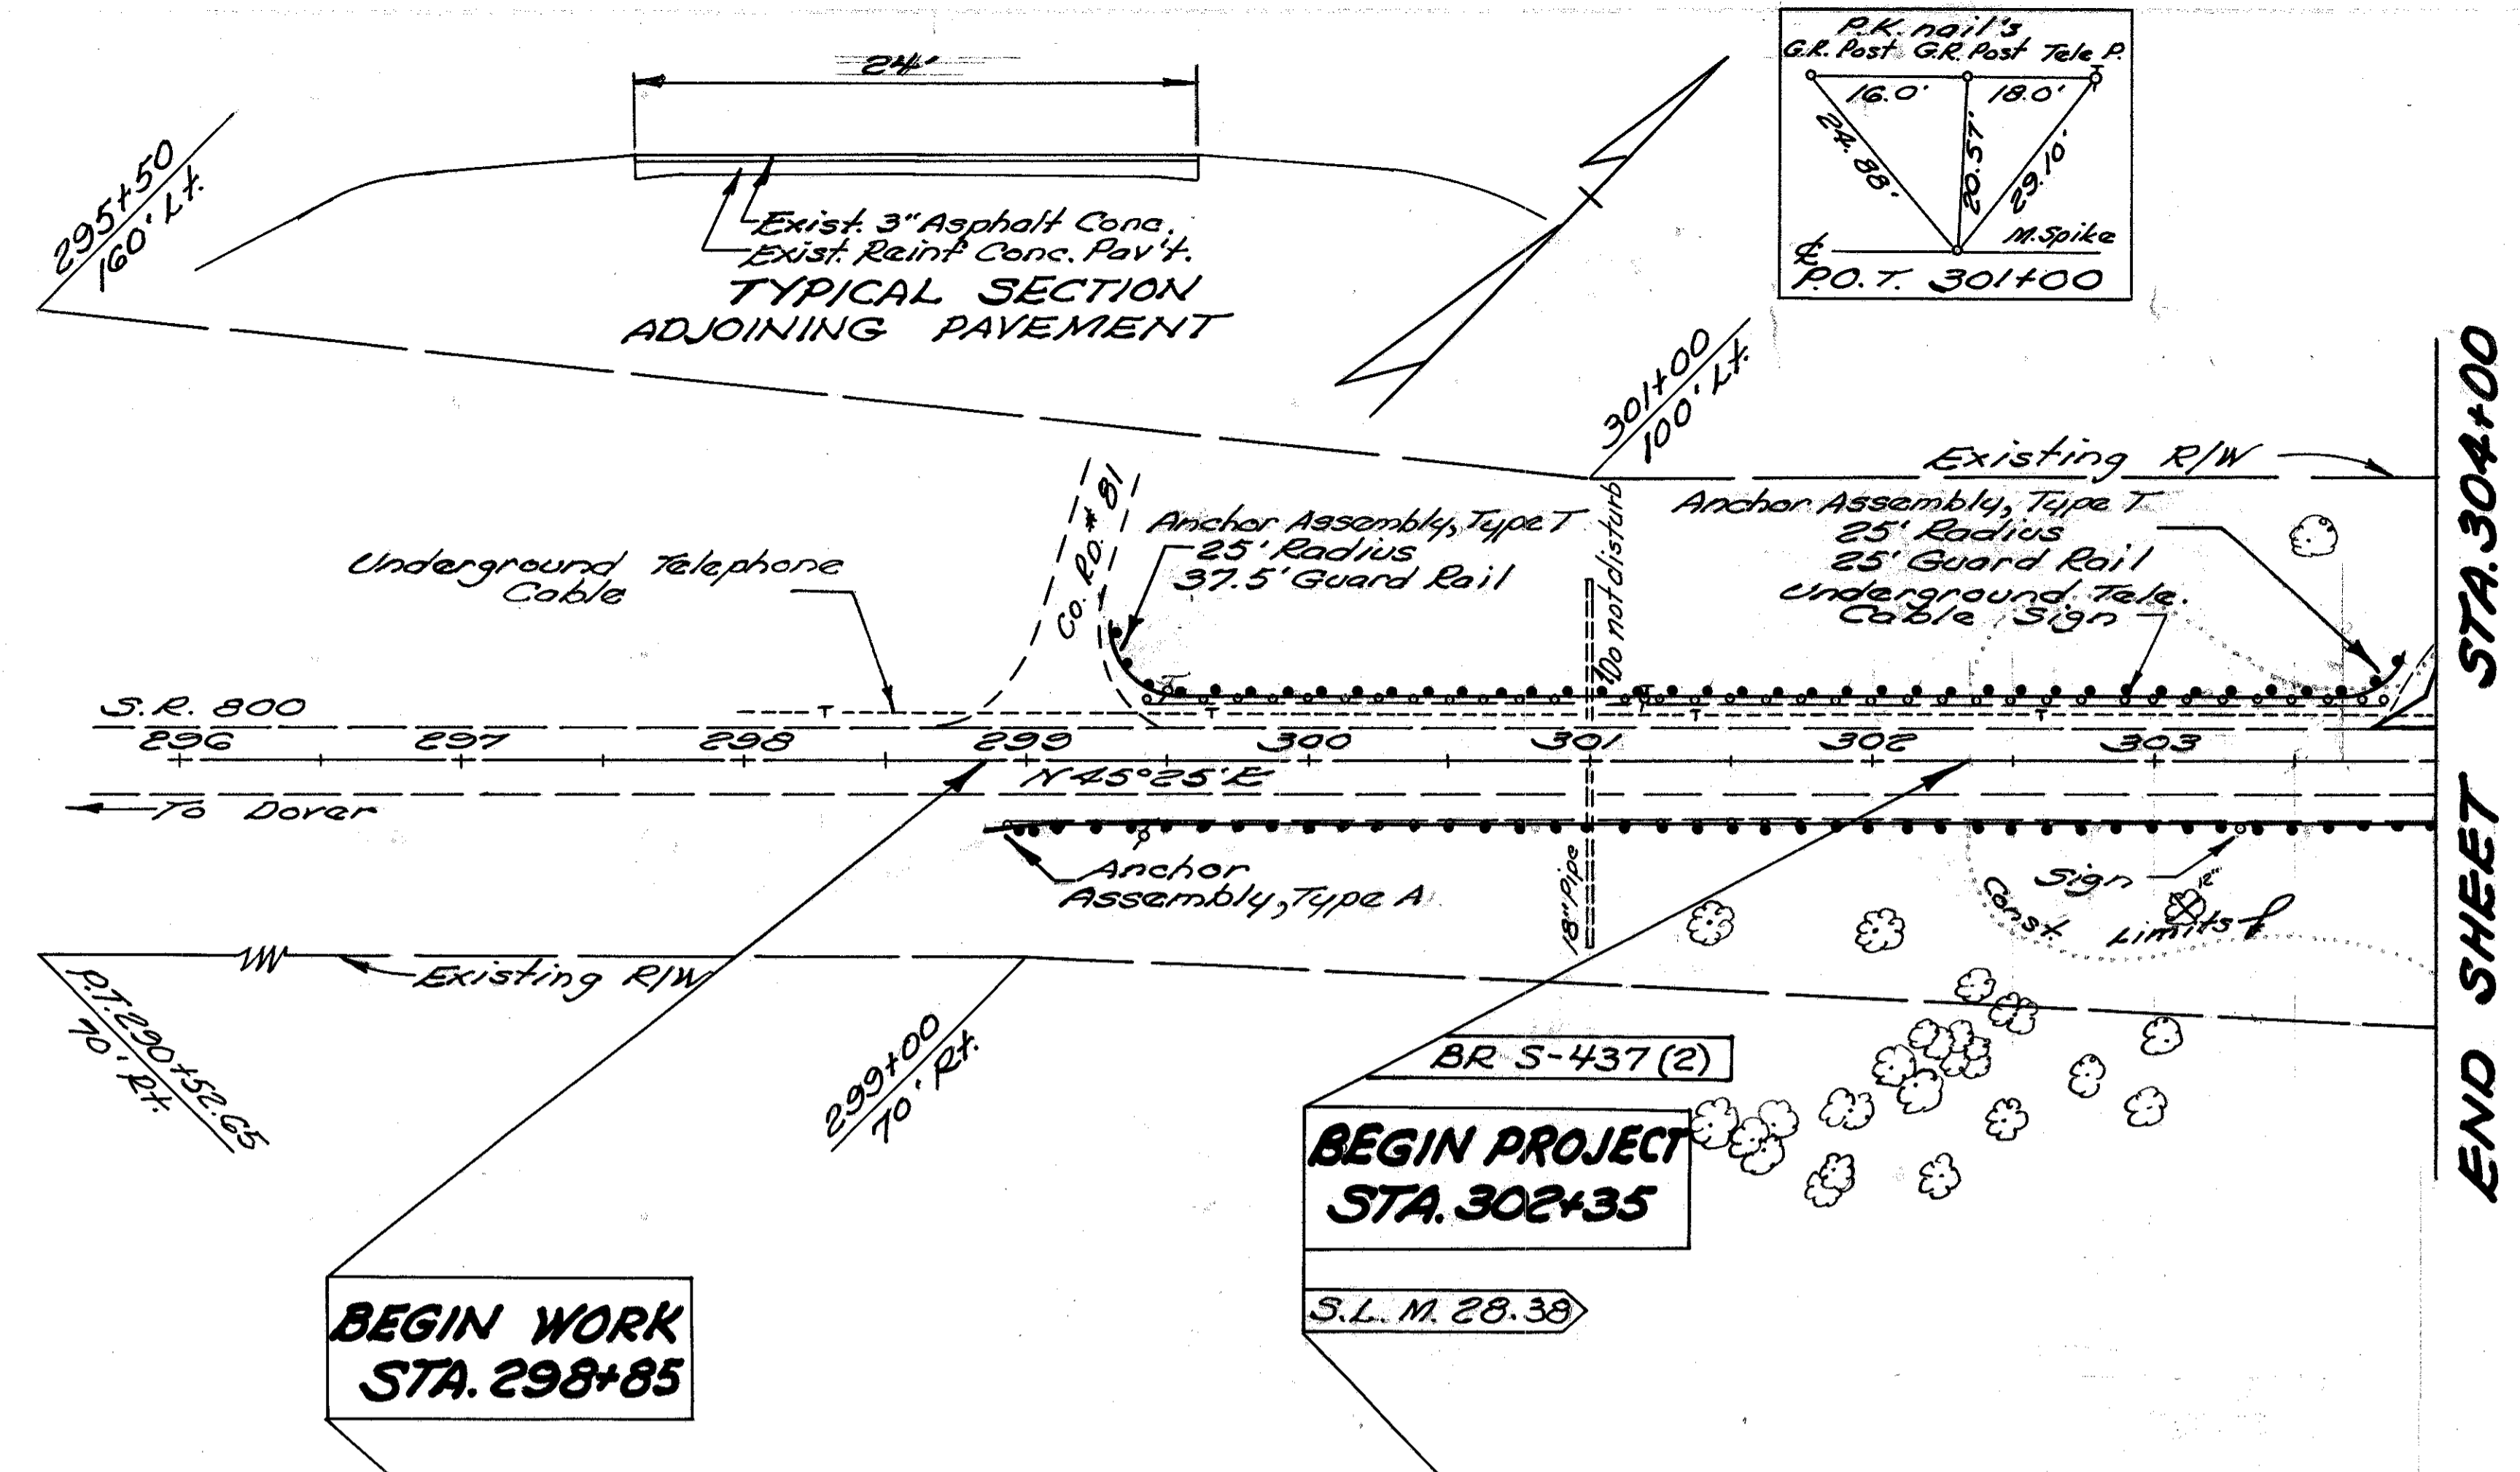 24'
P.K. nail's
G.R. Post G.R. Post Tele P.
16.0' 18.0'
24.88' 20.57' 29.10'
M. Spike
℄
P.O.T. 301+00
295+50
160' Lt.
Exist. 3" Asphalt Conc.
Exist. Reinf Conc. Pav't.
TYPICAL SECTION
ADJOINING PAVEMENT
301+00
100' Lt.
Existing R/W
Co. RD. # 81
Anchor Assembly, Type T
25' Radius
37.5' Guard Rail
Do not disturb
Anchor Assembly, Type T
25' Radius
25' Guard Rail
Underground Tele.
Cable Sign
Underground Telephone
Cable
T T T T T
S.R. 800
296 297 298 299 300 301 302 303
N 45° 25' E
To Dover
Anchor
Assembly, Type A
18" Pipe
Sign
12"
Const. Limits
Existing R/W
P.T. 290+52.65
70' Rt.
299+00
70' Rt.
BR S-437 (2)
BEGIN PROJECT
STA. 302+35
S.L.M. 28.38
BEGIN WORK
STA. 298+85
END SHEET STA. 304+00